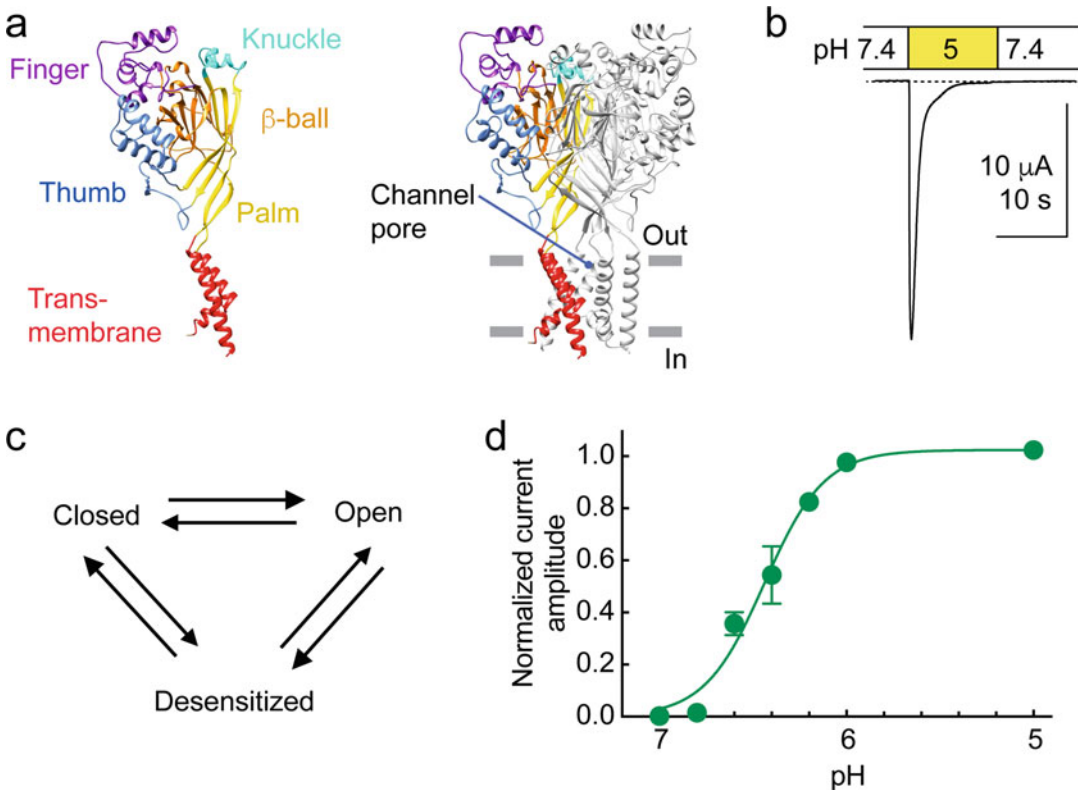 a
Finger
Knuckle
β-ball
Thumb
Palm
Trans-
membrane
Channel
pore
Out
In
b
pH 7.4 5 7.4
10 µA
10 s
c
Closed
Open
Desensitized
d
Normalized current
amplitude
1.0
0.8
0.6
0.4
0.2
0.0
7 6 5
pH